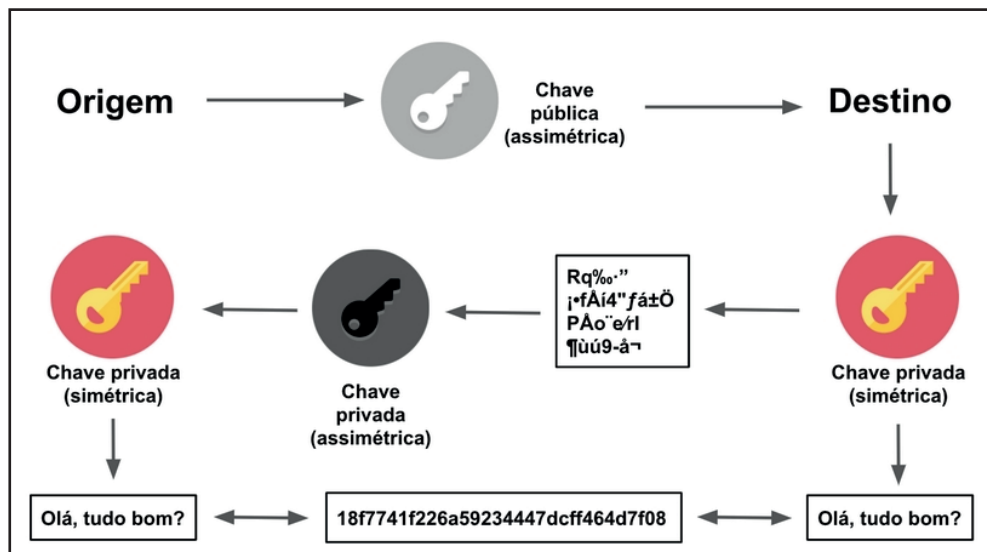 Origem
Chave
pública
(assimétrica)
Destino
Rq‰·”
¡•fÅí4"ƒá±Ö
PÅo¨e⁄rI
¶ùú9-å¬
Chave privada
(simétrica)
Chave
privada
(assimétrica)
Chave privada
(simétrica)
Olá, tudo bom?
18f7741f226a59234447dcff464d7f08
Olá, tudo bom?